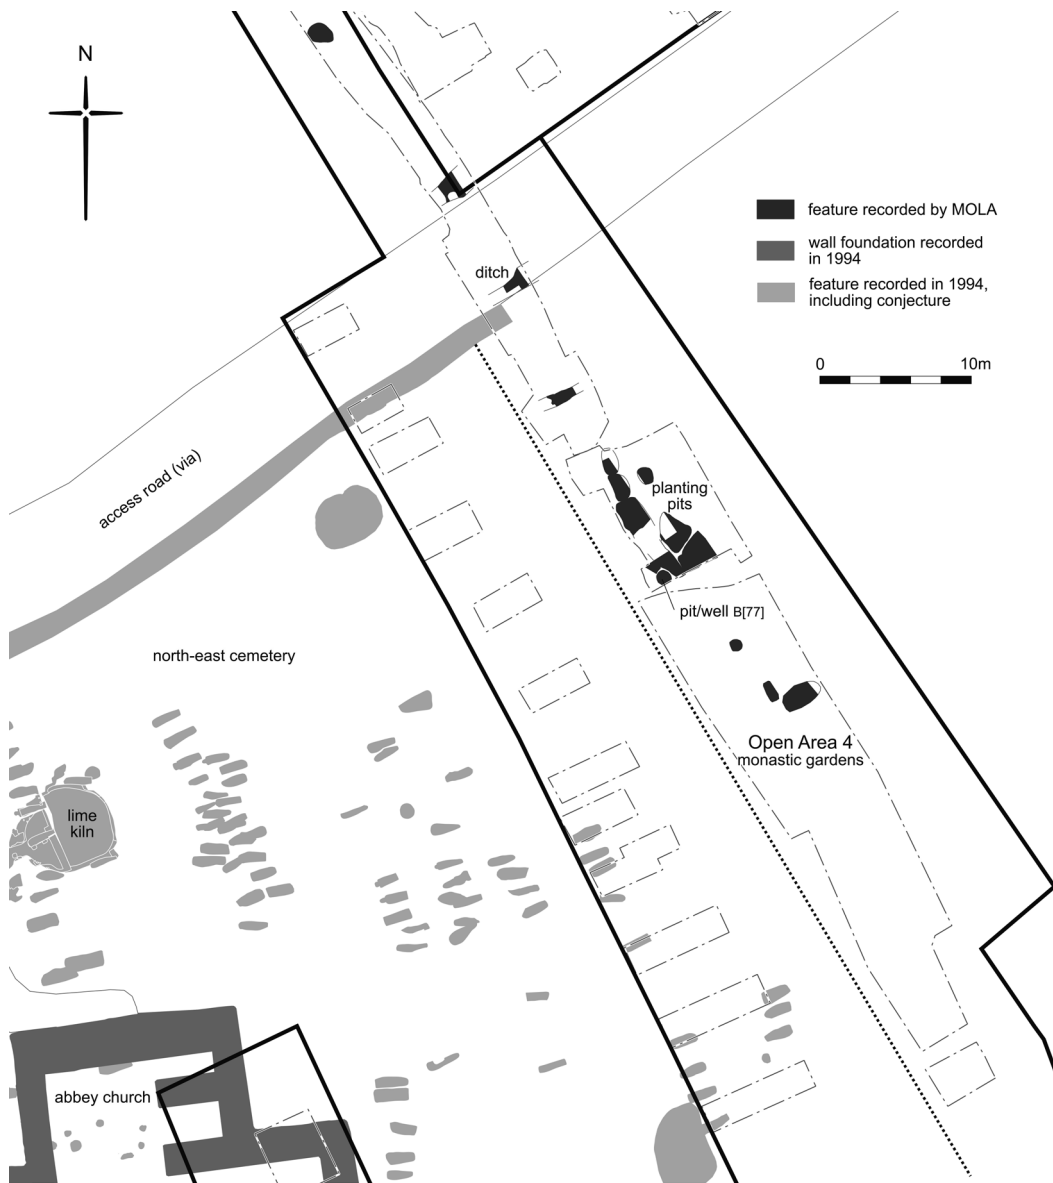 N
feature recorded by MOLA
wall foundation recorded
in 1994
feature recorded in 1994,
including conjecture
0 10m
ditch
access road (via)
planting
pits
pit/well B[77]
north-east cemetery
Open Area 4
monastic gardens
lime
kiln
abbey church